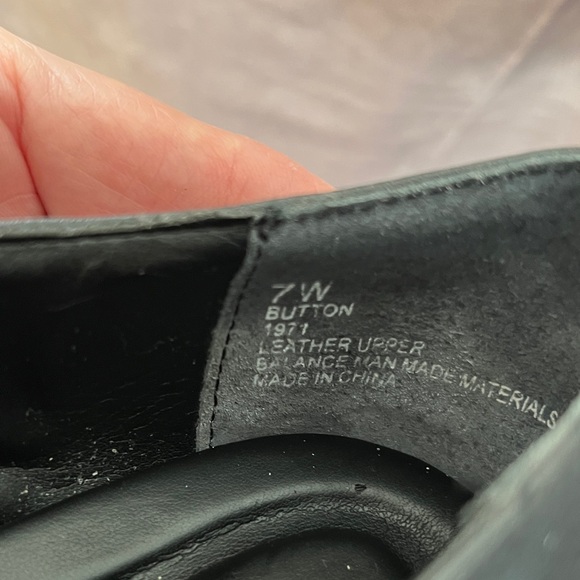 7W
BUTTON
1971
LEATHER UPPER
BALANCE MAN MADE MATERIALS
MADE IN CHINA